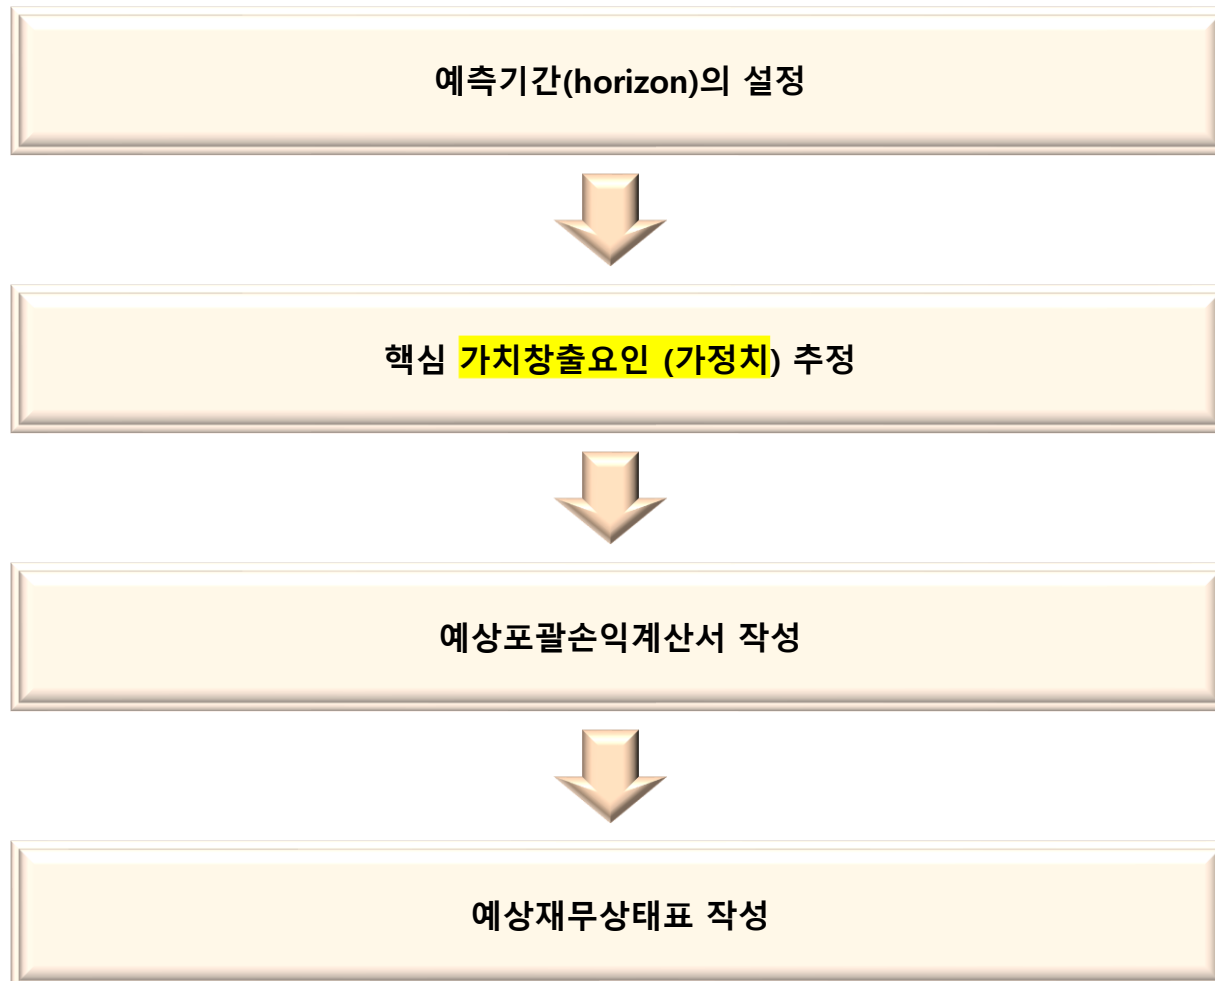 예측기간(horizon)의 설정
핵심 가치창출요인 (가정치) 추정
예상포괄손익계산서 작성
예상재무상태표 작성